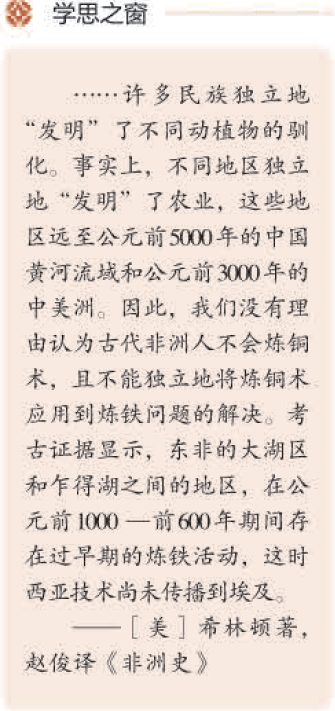 学思之窗
……许多民族独立地
“发明”了不同动植物的驯
化。事实上，不同地区独立
地“发明”了农业，这些地
区远至公元前5000年的中国
黄河流域和公元前3000年的
中美洲。因此，我们没有理
由认为古代非洲人不会炼铜
术，且不能独立地将炼铜术
应用到炼铁问题的解决。考
古证据显示，东非的大湖区
和乍得湖之间的地区，在公
元前1000 —前600年期间存
在过早期的炼铁活动，这时
西亚技术尚未传播到埃及。
——［美］希林顿著，
赵俊译《非洲史》